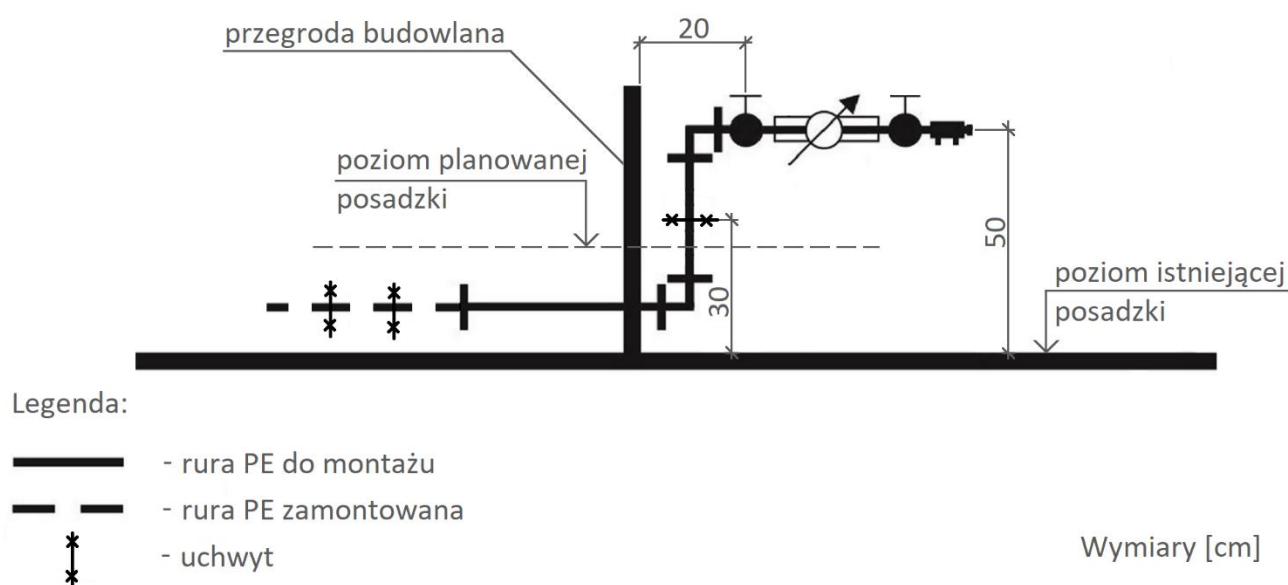 przegroda budowlana
20
poziom planowanej
posadzki
30
50
poziom istniejącej
posadzki
Legenda:
- rura PE do montażu
- rura PE zamontowana
- uchwyt
Wymiary [cm]